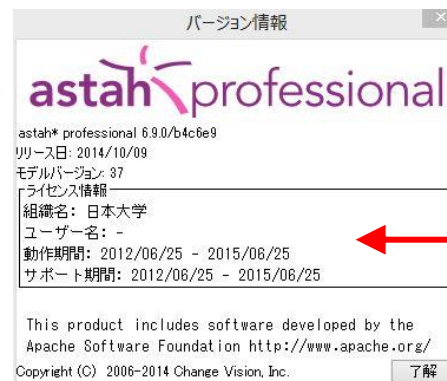 バージョン情報
astah professional
astah* professional 6.9.0/b4c6e9
リリース日: 2014/10/09
モデルバージョン: 37
ライセンス情報
組織名: 日本大学
ユーザー名: -
動作期間: 2012/06/25 - 2015/06/25
サポート期間: 2012/06/25 - 2015/06/25
This product includes software developed by the
Apache Software Foundation http://www.apache.org/
Copyright (C) 2006-2014 Change Vision, Inc.
了解